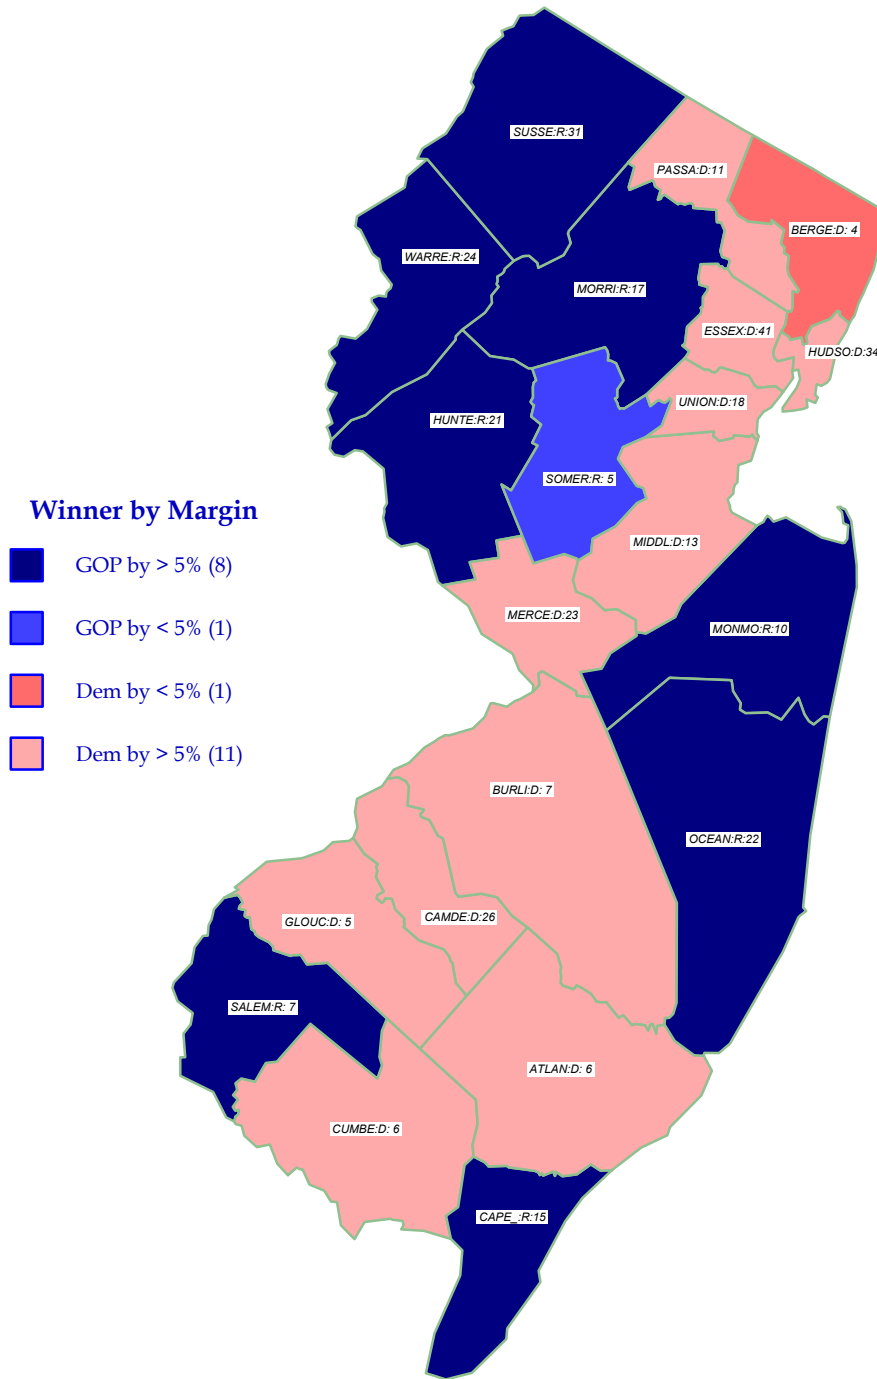 SUSSE:R:31
PASSA:D:11
BERGE:D: 4
WARRE:R:24
MORRI:R:17
ESSEX:D:41
HUDSO:D:34
UNION:D:18
HUNTE:R:21
SOMER:R: 5
Winner by Margin
GOP by > 5% (8)
GOP by < 5% (1)
Dem by < 5% (1)
Dem by > 5% (11)
MIDDL:D:13
MERCE:D:23
MONMO:R:10
BURLI:D: 7
OCEAN:R:22
GLOUC:D: 5
CAMDE:D:26
SALEM:R: 7
ATLAN:D: 6
CUMBE:D: 6
CAPE_:R:15